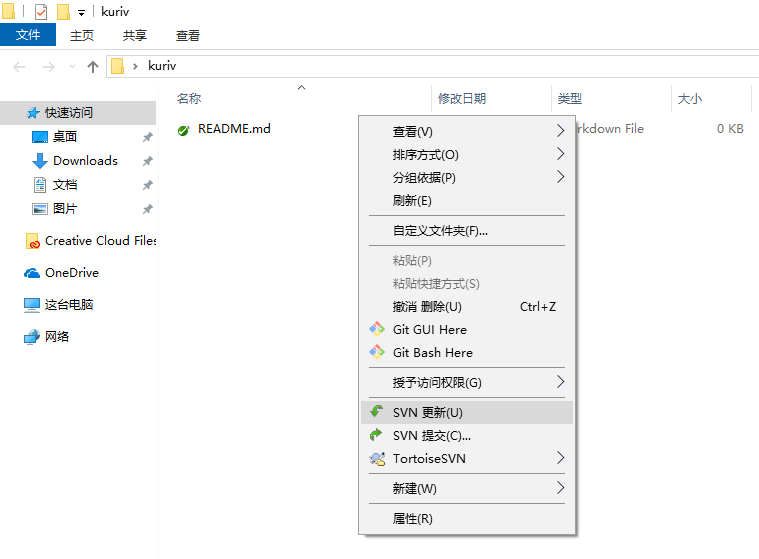 kuriv
文件 主页 共享 查看
kuriv
名称 修改日期 类型 大小
快速访问
桌面
Downloads
文档
图片
Creative Cloud Files
OneDrive
这台电脑
网络
README.md rkdown File 0 KB
查看(V)
排序方式(O)
分组依据(P)
刷新(E)
自定义文件夹(F)...
粘贴(P)
粘贴快捷方式(S)
撤消 删除(U) Ctrl+Z
Git GUI Here
Git Bash Here
授予访问权限(G)
SVN 更新(U)
SVN 提交(C)...
TortoiseSVN
新建(W)
属性(R)